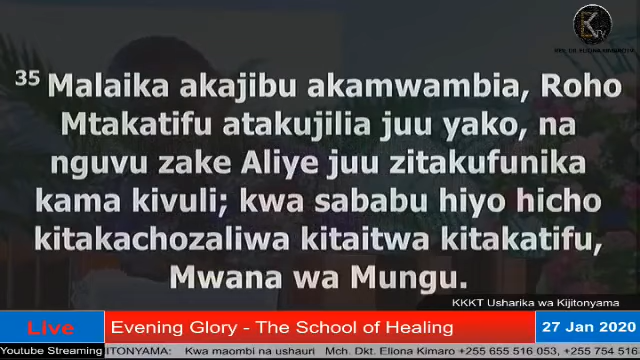 35 Malaika akajibu akamwambia, Roho
Mtakatifu atakujilia juu yako, na
nguvu zake Aliye juu zitakufunika
kama kivuli; kwa sababu hiyo hicho
kitakachozaliwa kitaitwa kitakatifu,
Mwana wa Mungu.
KKKT Usharika wa Kijitonyama
Live Evening Glory - The School of Healing 27 Jan 2020
Youtube Streaming ITONYAMA: Kwa maombi na ushauri Mch. Dkt. Eliona Kimaro +255 655 516 053, +255 754 516